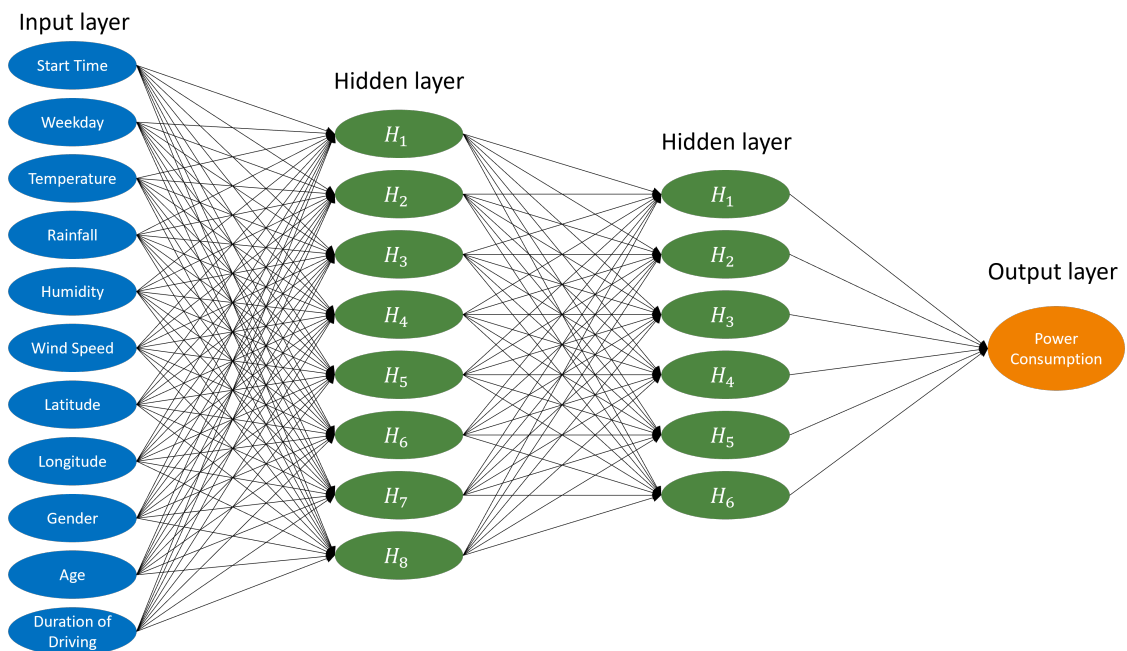 Input layer
Start Time
Weekday
Temperature
Rainfall
Humidity
Wind Speed
Latitude
Longitude
Gender
Age
Duration of
Driving
Hidden layer
H₁
H₂
H₃
H₄
H₅
H₆
H₇
H₈
Hidden layer
H₁
H₂
H₃
H₄
H₅
H₆
Output layer
Power
Consumption